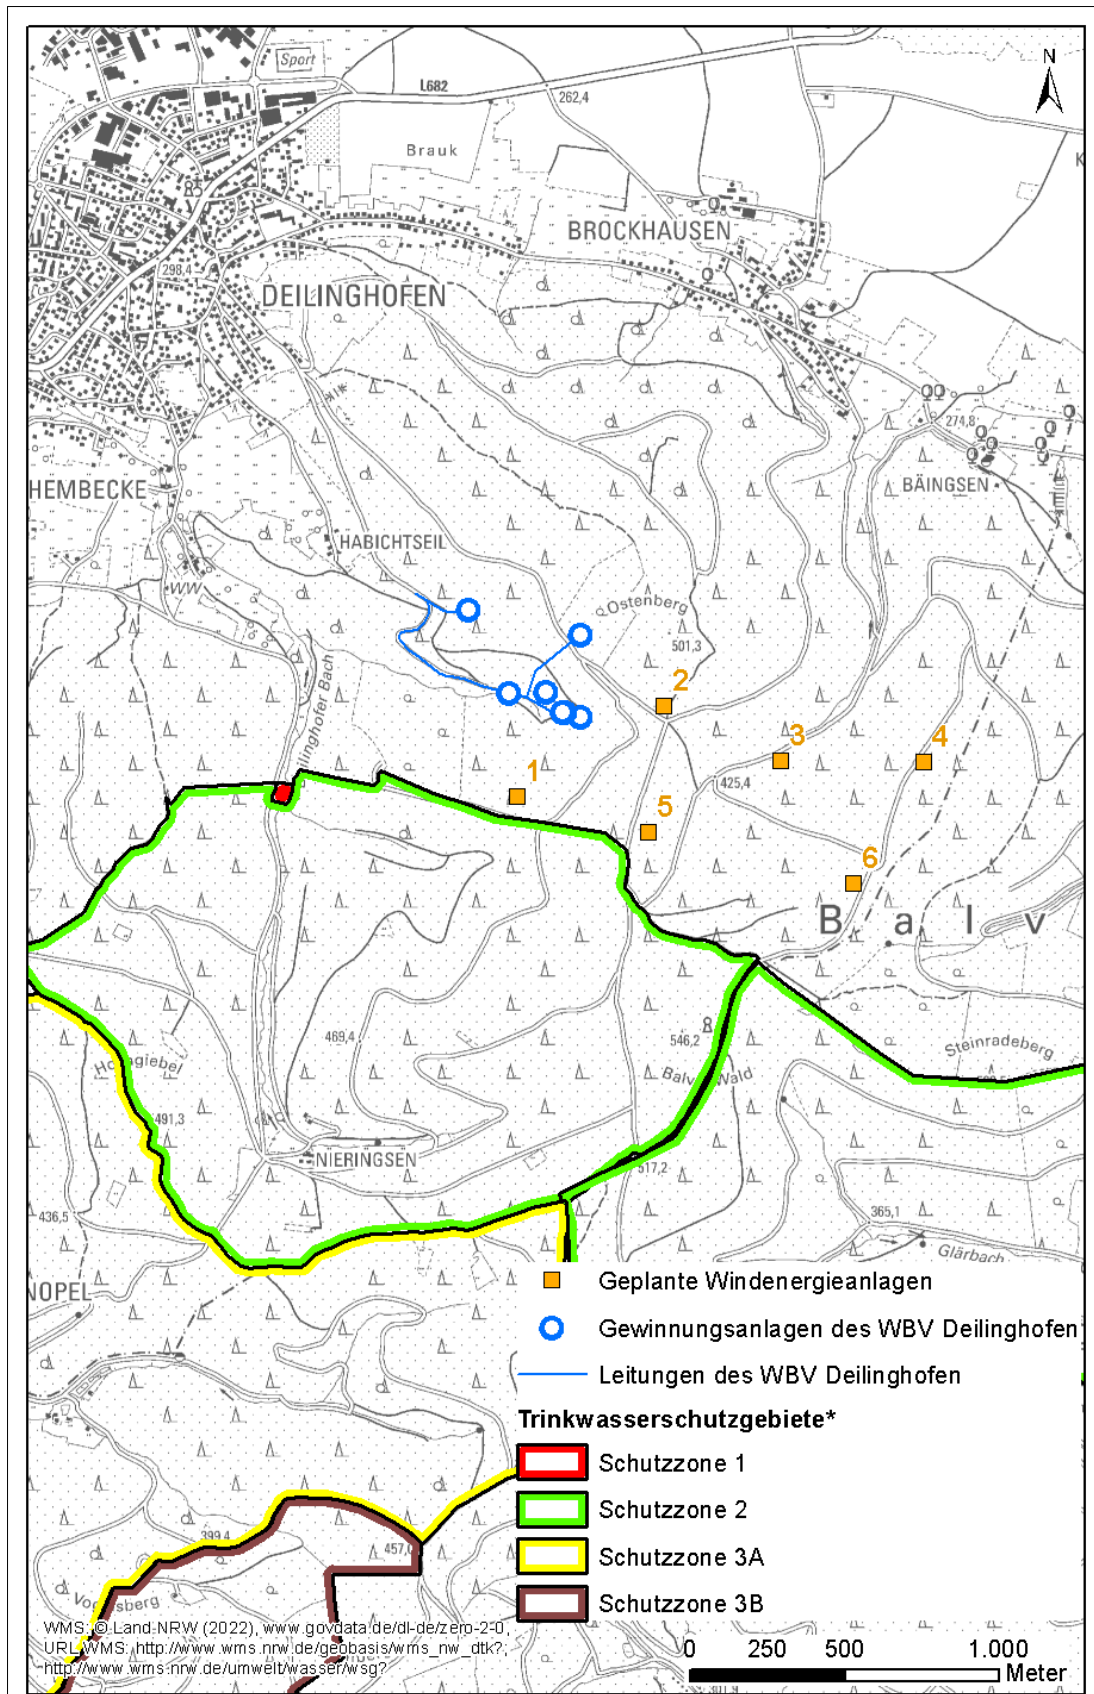 N
Sport
L682
262,4
Brauk
BROCKHAUSEN
298,4
DEILINGHOFEN
274,8
BÄINGSEN
HEMBECKE
HABICHTSEIL
WW
Ostenberg
501,3
2
3
4
1
425,4
5
6
Balv
469,4
546,2
Steinradeberg
Balver Wald
491,3
NIERINGSEN
517,2
436,5
365,1
Glärbach
NOPEL
Geplante Windenergieanlagen
Gewinnungsanlagen des WBV Deilinghofen
Leitungen des WBV Deilinghofen
Trinkwasserschutzgebiete*
Schutzzone 1
Schutzzone 2
Schutzzone 3A
Schutzzone 3B
399,4
457,
WMS: © Land NRW (2022), www.govdata.de/dl-de/zero-2-0,
URL WMS: http://www.wms.nrw.de/geobasis/wms_nw_dtk?,
http://www.wms.nrw.de/umwelt/wasser/wsg?
0 250 500 1.000
Meter